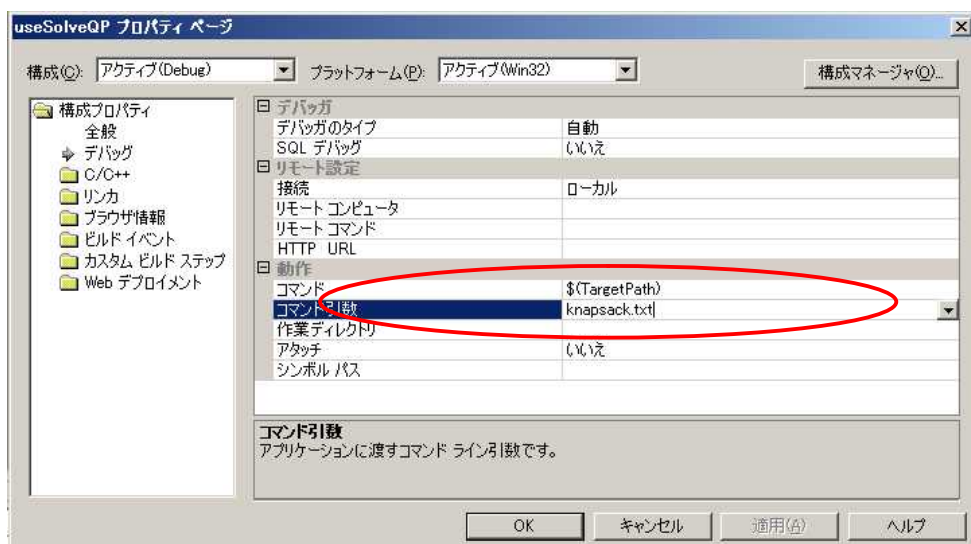 useSolveQP プロパティ ページ
構成(C): アクティブ(Debug) プラットフォーム(P): アクティブ(Win32) 構成マネージャ(O)...
構成プロパティ
全般
デバッグ
C/C++
リンカ
ブラウザ情報
ビルド イベント
カスタム ビルド ステップ
Web デプロイメント
デバッガ
デバッガのタイプ 自動
SQL デバッグ いいえ
リモート設定
接続 ローカル
リモート コンピュータ
リモート コマンド
HTTP URL
動作
コマンド $(TargetPath)
コマンド引数 knapsack.txt
作業ディレクトリ
アタッチ いいえ
シンボル パス
コマンド引数
アプリケーションに渡すコマンド ライン引数です。
OK キャンセル 適用(A) ヘルプ